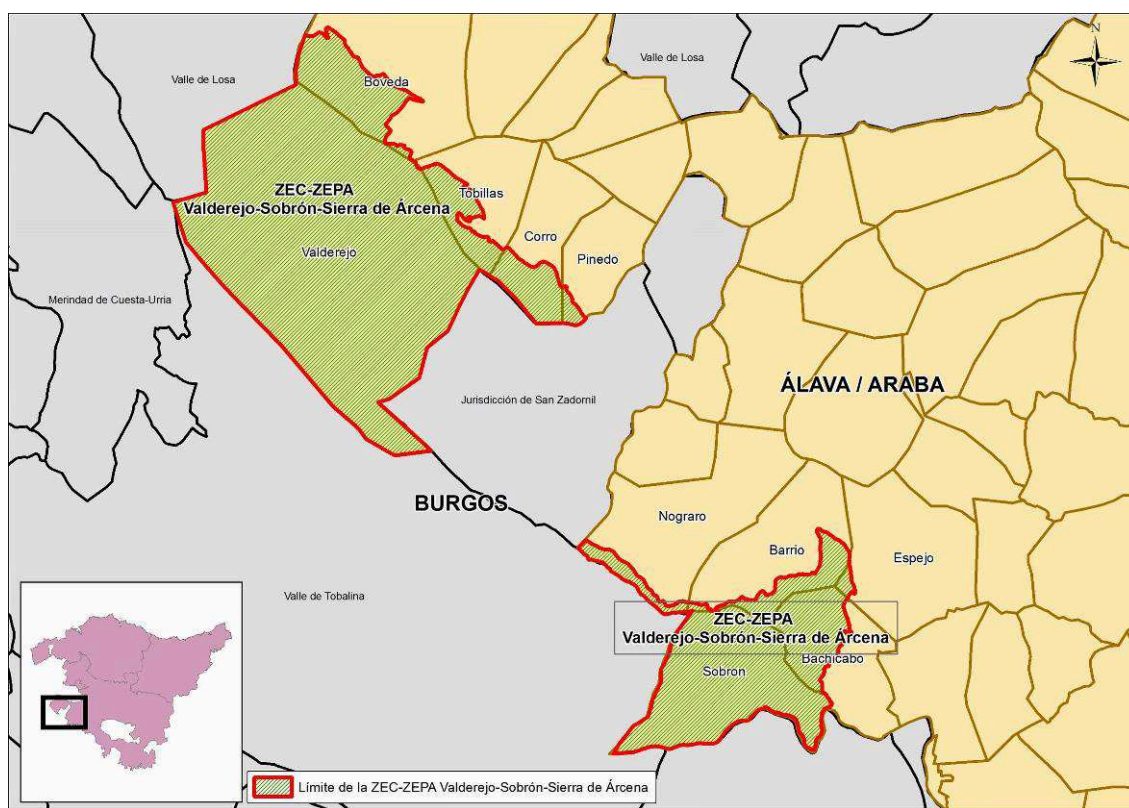 N
Valle de Losa
Valle de Losa
Boveda
ZEC-ZEPA
Valderejo-Sobrón-Sierra de Árcena
Tobillas
Corro
Valderejo
Pinedo
Merindad de Cuesta-Urria
ÁLAVA / ARABA
Jurisdicción de San Zadornil
BURGOS
Nograro
Barrio
Espejo
Valle de Tobalina
ZEC-ZEPA
Valderejo-Sobrón-Sierra de Árcena
Bachicabo
Sobron
Límite de la ZEC-ZEPA Valderejo-Sobrón-Sierra de Árcena